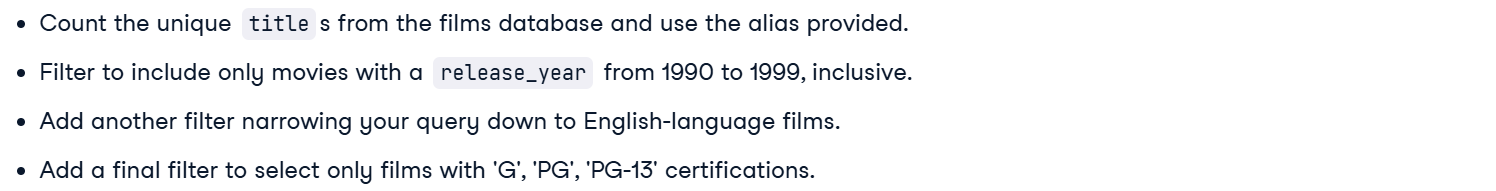 • Count the unique title s from the films database and use the alias provided.
• Filter to include only movies with a release_year from 1990 to 1999, inclusive.
• Add another filter narrowing your query down to English-language films.
• Add a final filter to select only films with 'G', 'PG', 'PG-13' certifications.